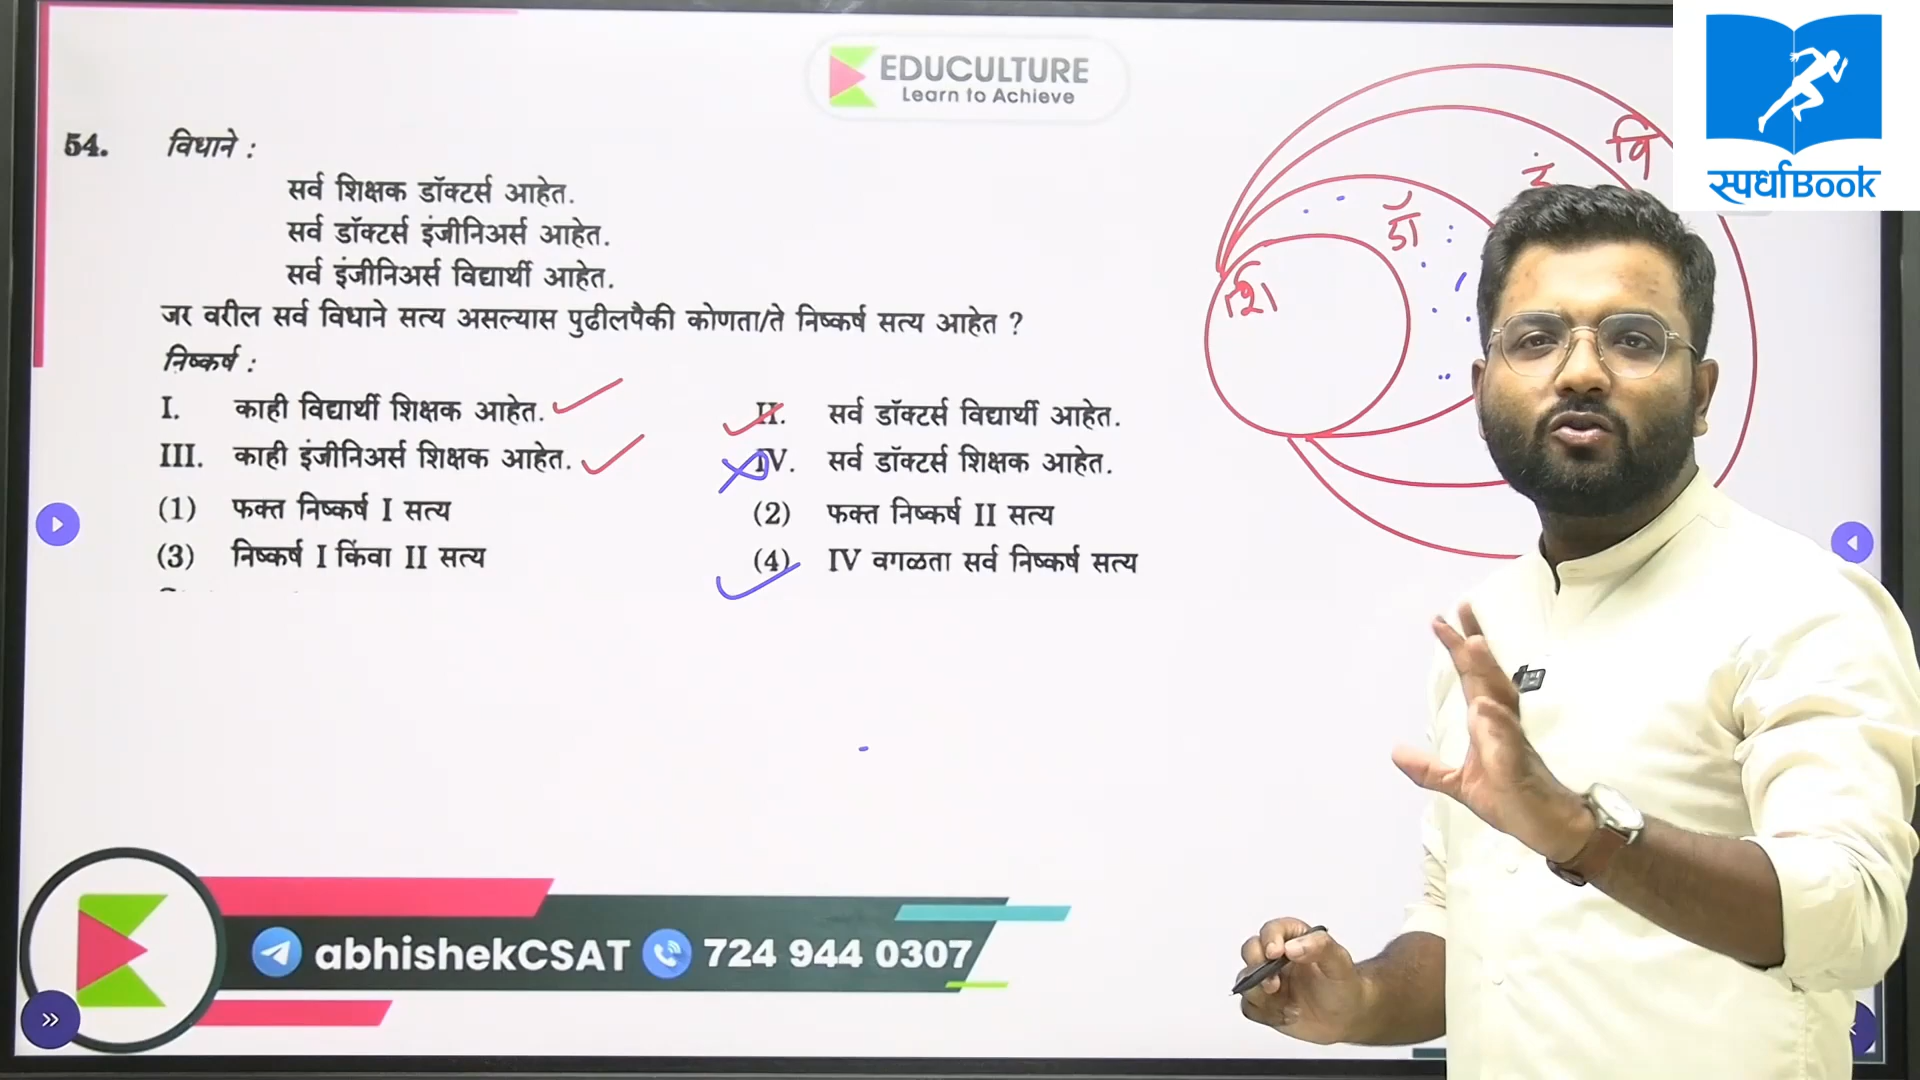 EDUCULTURE
Learn to Achieve
स्पर्धाBook
54. विधाने :
सर्व शिक्षक डॉक्टर्स आहेत.
सर्व डॉक्टर्स इंजीनिअर्स आहेत.
सर्व इंजीनिअर्स विद्यार्थी आहेत.
जर वरील सर्व विधाने सत्य असल्यास पुढीलपैकी कोणता/ते निष्कर्ष सत्य आहेत ?
निष्कर्ष :
I. काही विद्यार्थी शिक्षक आहेत. II. सर्व डॉक्टर्स विद्यार्थी आहेत.
III. काही इंजीनिअर्स शिक्षक आहेत. IV. सर्व डॉक्टर्स शिक्षक आहेत.
(1) फक्त निष्कर्ष I सत्य (2) फक्त निष्कर्ष II सत्य
(3) निष्कर्ष I किंवा II सत्य (4) IV वगळता सर्व निष्कर्ष सत्य
वि
इं
डॉ
शि
abhishekCSAT 724 944 0307